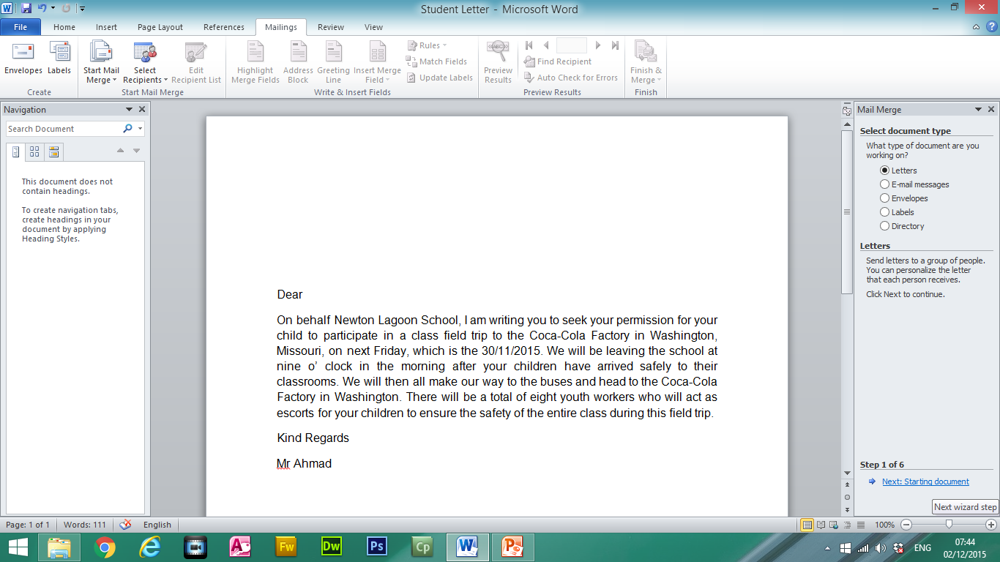 Student Letter - Microsoft Word
File Home Insert Page Layout References Mailings Review View
Envelopes Labels
Create
Start Mail Merge
Select Recipients
Edit Recipient List
Start Mail Merge
Highlight Merge Fields
Address Block
Greeting Line
Insert Merge Field
Rules
Match Fields
Update Labels
Write & Insert Fields
ABC
Preview Results
Find Recipient
Auto Check for Errors
Preview Results
Finish & Merge
Finish
Navigation
Search Document
This document does not
contain headings.
To create navigation tabs,
create headings in your
document by applying
Heading Styles.
Dear
On behalf Newton Lagoon School, I am writing you to seek your permission for your
child to participate in a class field trip to the Coca-Cola Factory in Washington,
Missouri, on next Friday, which is the 30/11/2015. We will be leaving the school at
nine o’ clock in the morning after your children have arrived safely to their
classrooms. We will then all make our way to the buses and head to the Coca-Cola
Factory in Washington. There will be a total of eight youth workers who will act as
escorts for your children to ensure the safety of the entire class during this field trip.
Kind Regards
Mr Ahmad
Mail Merge
Select document type
What type of document are you
working on?
Letters
E-mail messages
Envelopes
Labels
Directory
Letters
Send letters to a group of people.
You can personalize the letter
that each person receives.
Click Next to continue.
Step 1 of 6
Next: Starting document
Next wizard step
Page: 1 of 1 Words: 111 English 100%
A Fw Dw Ps Cp W P
ENG
07:44
02/12/2015